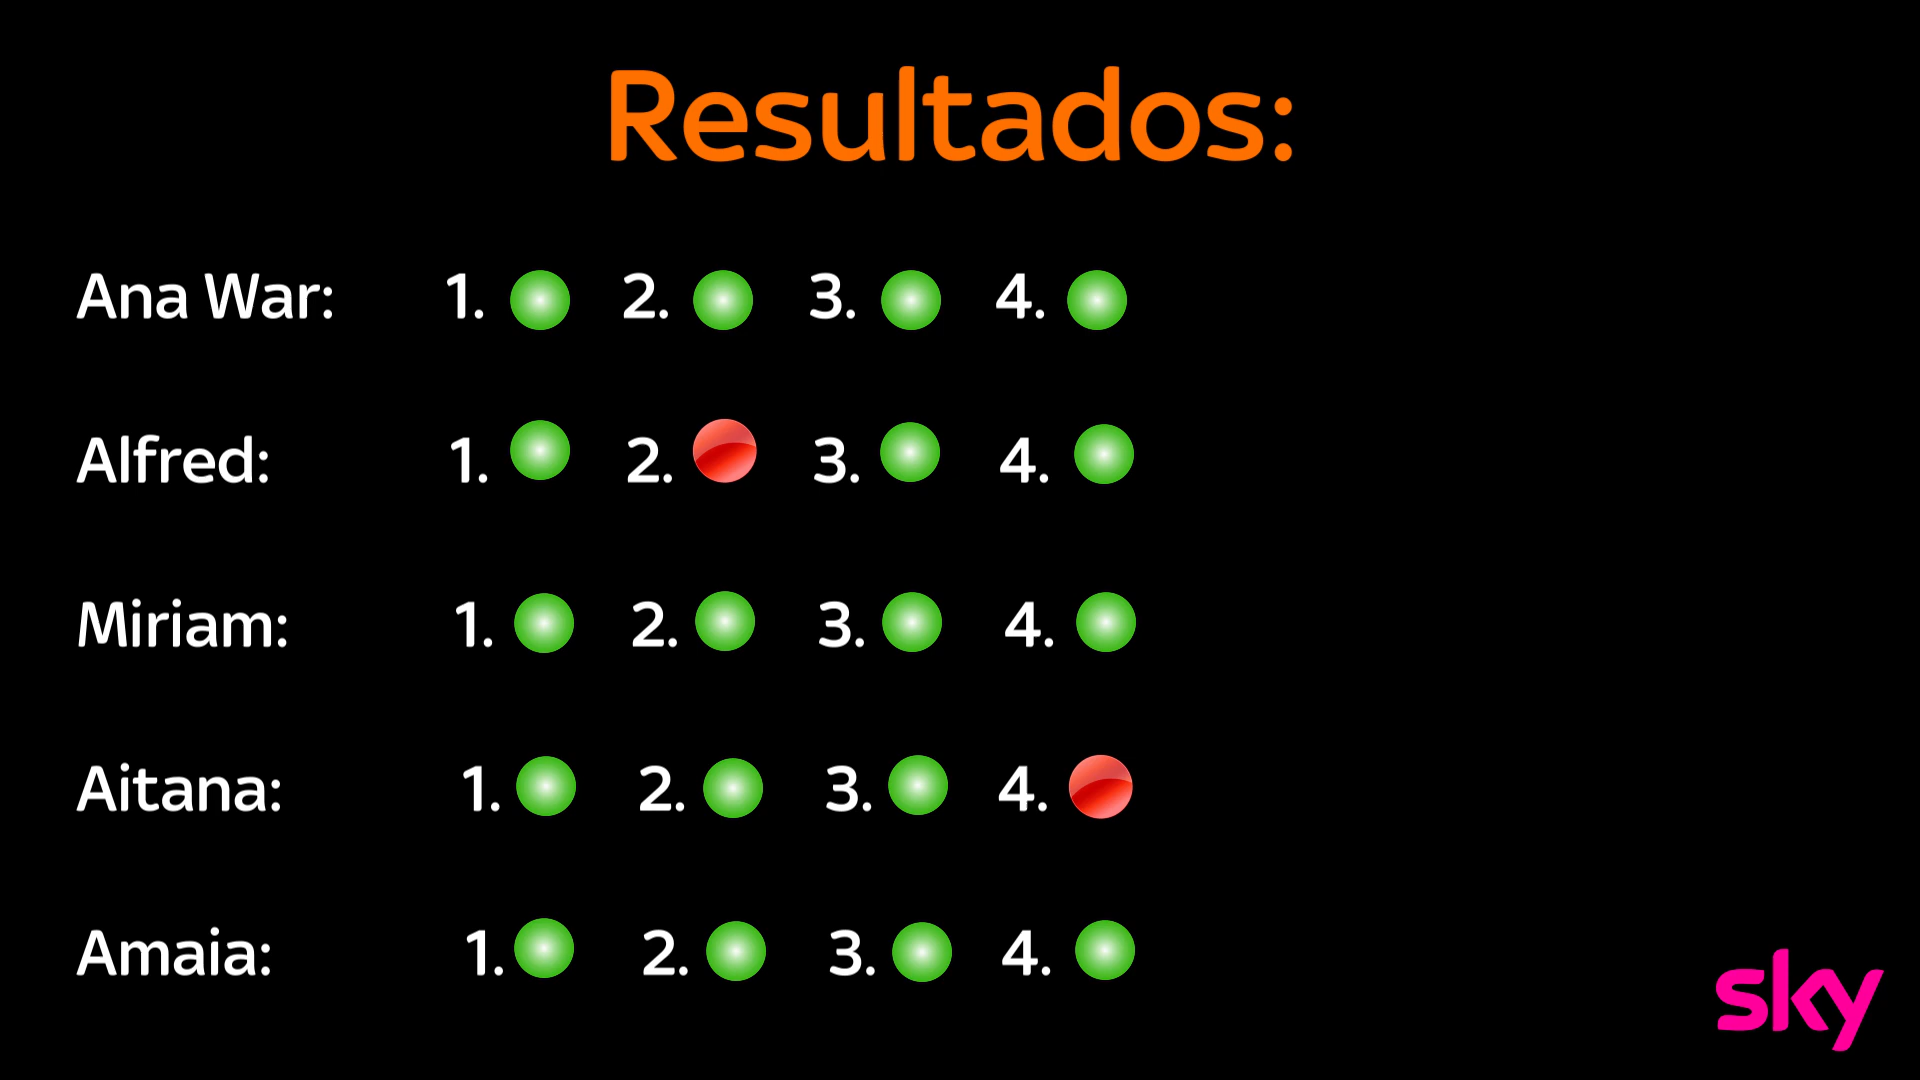 Resultados:
Ana War: 1. 2. 3. 4.
Alfred: 1. 2. 3. 4.
Miriam: 1. 2. 3. 4.
Aitana: 1. 2. 3. 4.
Amaia: 1. 2. 3. 4.
sky